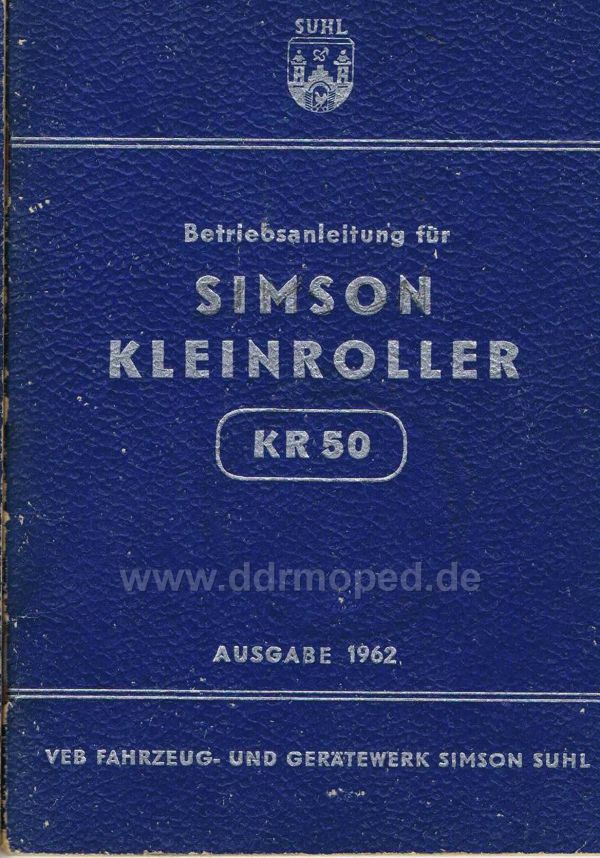 SUHL
Betriebsanleitung für
SIMSON
KLEINROLLER
KR 50
www.ddrmoped.de
AUSGABE 1962
VEB FAHRZEUG- UND GERÄTEWERK SIMSON SUHL